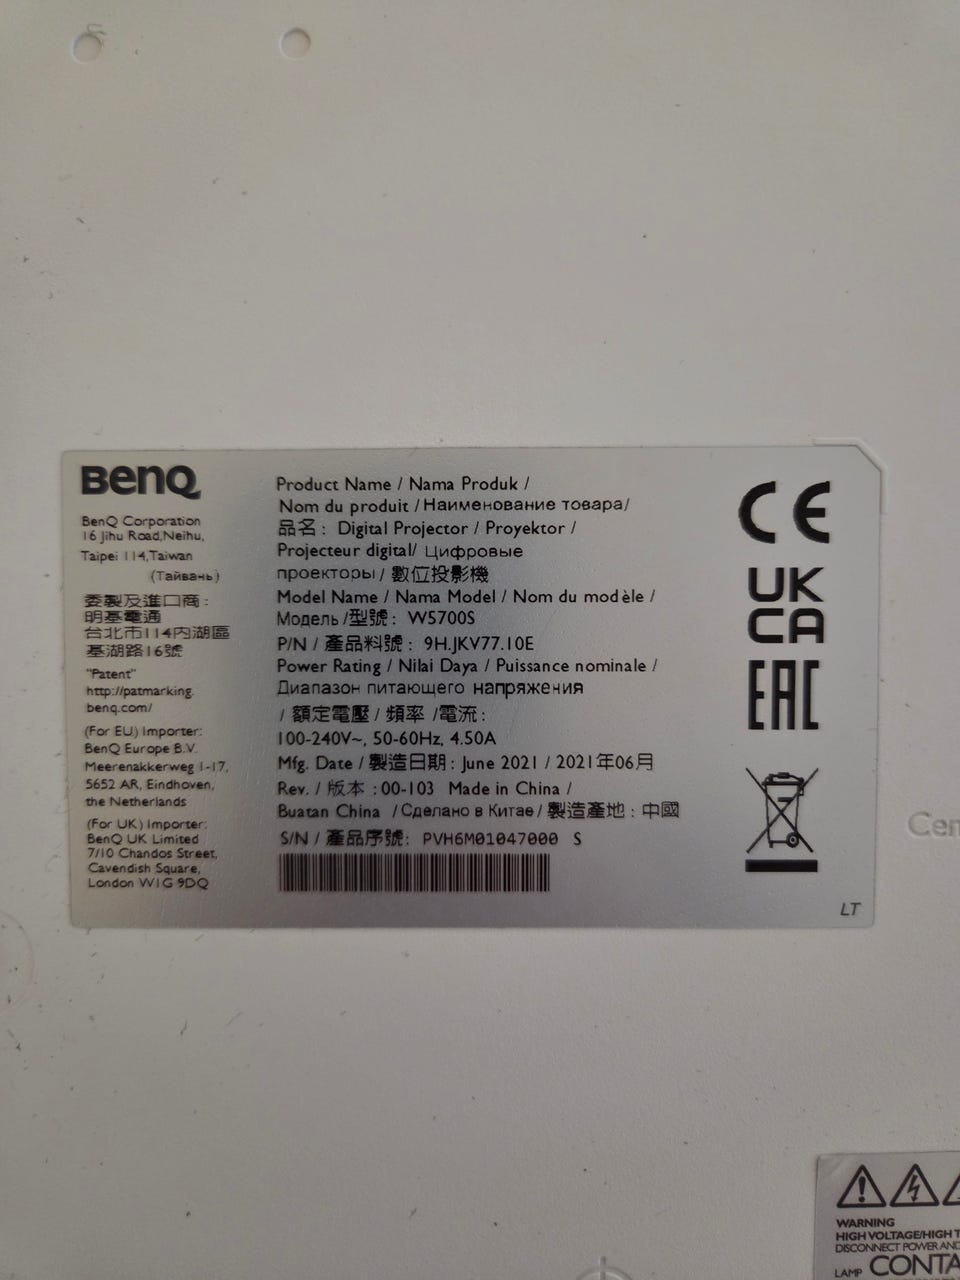 BenQ
BenQ Corporation
16 Jihu Road,Neihu,
Taipei 114,Taiwan
(Тайвань)
委製及進口商:
明基電通
台北市114內湖區
基湖路16號
"Patent"
http://patmarking.
benq.com/
(For EU) Importer:
BenQ Europe B.V.
Meerenakkerweg 1-17,
5652 AR, Eindhoven,
the Netherlands
(For UK) Importer:
BenQ UK Limited
7/10 Chandos Street,
Cavendish Square,
London W1G 9DQ
Product Name / Nama Produk /
Nom du produit / Наименование товара/
品名: Digital Projector / Proyektor /
Projecteur digital/ Цифровые
проекторы / 數位投影機
Model Name / Nama Model / Nom du modèle /
Модель /型號: W5700S
P/N / 產品料號: 9H.JKV77.10E
Power Rating / Nilai Daya / Puissance nominale /
Диапазон питающего напряжения
/ 額定電壓 / 頻率 /電流:
100-240V~, 50-60Hz, 4.50A
Mfg. Date / 製造日期: June 2021 / 2021年06月
Rev. / 版本 :00-103 Made in China /
Buatan China / Сделано в Китае / 製造產地: 中國
S/N / 產品序號: PVH6M01047000 S
CE
UK
CA
EAC
LT
Cen
WARNING
HIGH VOLTAGE/HIGH T
DISCONNECT POWER AND
LAMP CONTA